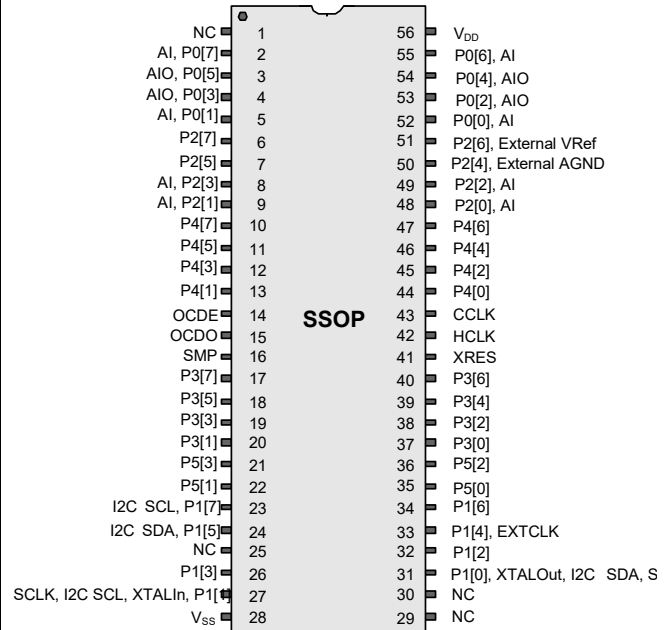 NC 1 56 VDD
AI, P0[7] 2 55 P0[6], AI
AIO, P0[5] 3 54 P0[4], AIO
AIO, P0[3] 4 53 P0[2], AIO
AI, P0[1] 5 52 P0[0], AI
P2[7] 6 51 P2[6], External VRef
P2[5] 7 50 P2[4], External AGND
AI, P2[3] 8 49 P2[2], AI
AI, P2[1] 9 48 P2[0], AI
P4[7] 10 47 P4[6]
P4[5] 11 46 P4[4]
P4[3] 12 45 P4[2]
P4[1] 13 44 P4[0]
OCDE 14 SSOP 43 CCLK
OCDO 15 42 HCLK
SMP 16 41 XRES
P3[7] 17 40 P3[6]
P3[5] 18 39 P3[4]
P3[3] 19 38 P3[2]
P3[1] 20 37 P3[0]
P5[3] 21 36 P5[2]
P5[1] 22 35 P5[0]
I2C SCL, P1[7] 23 34 P1[6]
I2C SDA, P1[5] 24 33 P1[4], EXTCLK
NC 25 32 P1[2]
P1[3] 26 31 P1[0], XTALOut, I2C SDA, S
SCLK, I2C SCL, XTALIn, P1[1] 27 30 NC
VSS 28 29 NC